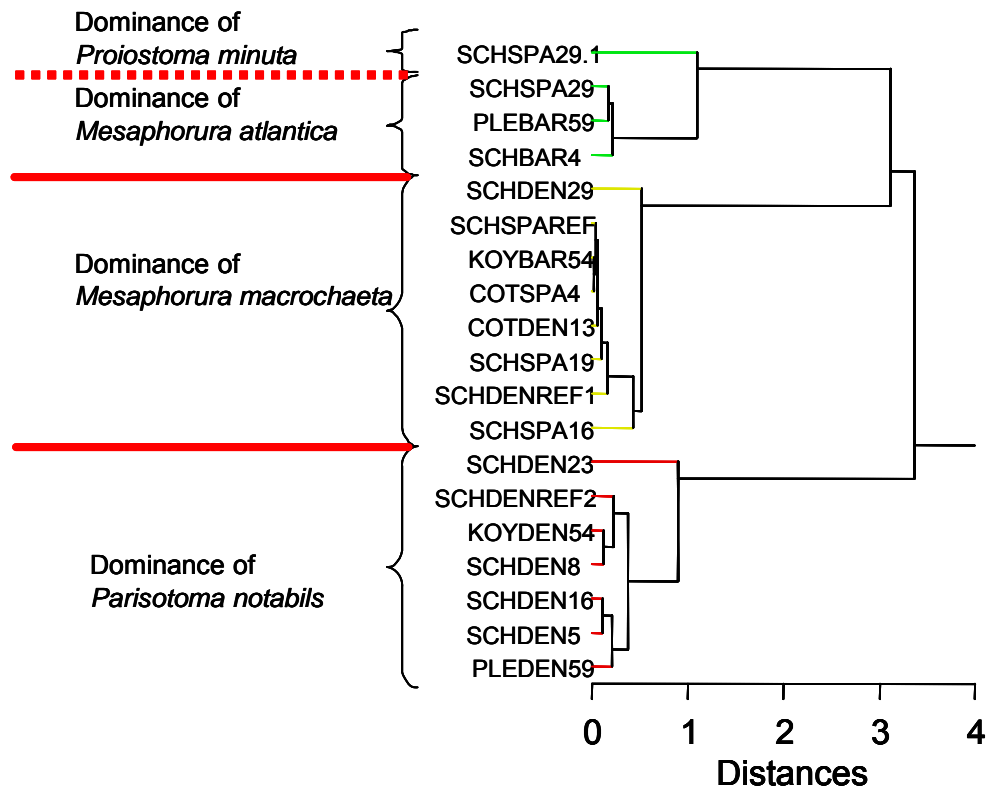 Dominance of
Proiostoma minuta
Dominance of
Mesaphorura atlantica
Dominance of
Mesaphorura macrochaeta
Dominance of
Parisotoma notabils
SCHSPA29.1
SCHSPA29
PLEBAR59
SCHBAR4
SCHDEN29
SCHSPAREF
KOYBAR54
COTSPA4
COTDEN13
SCHSPA19
SCHDENREF1
SCHSPA16
SCHDEN23
SCHDENREF2
KOYDEN54
SCHDEN8
SCHDEN16
SCHDEN5
PLEDEN59
0 1 2 3 4
Distances